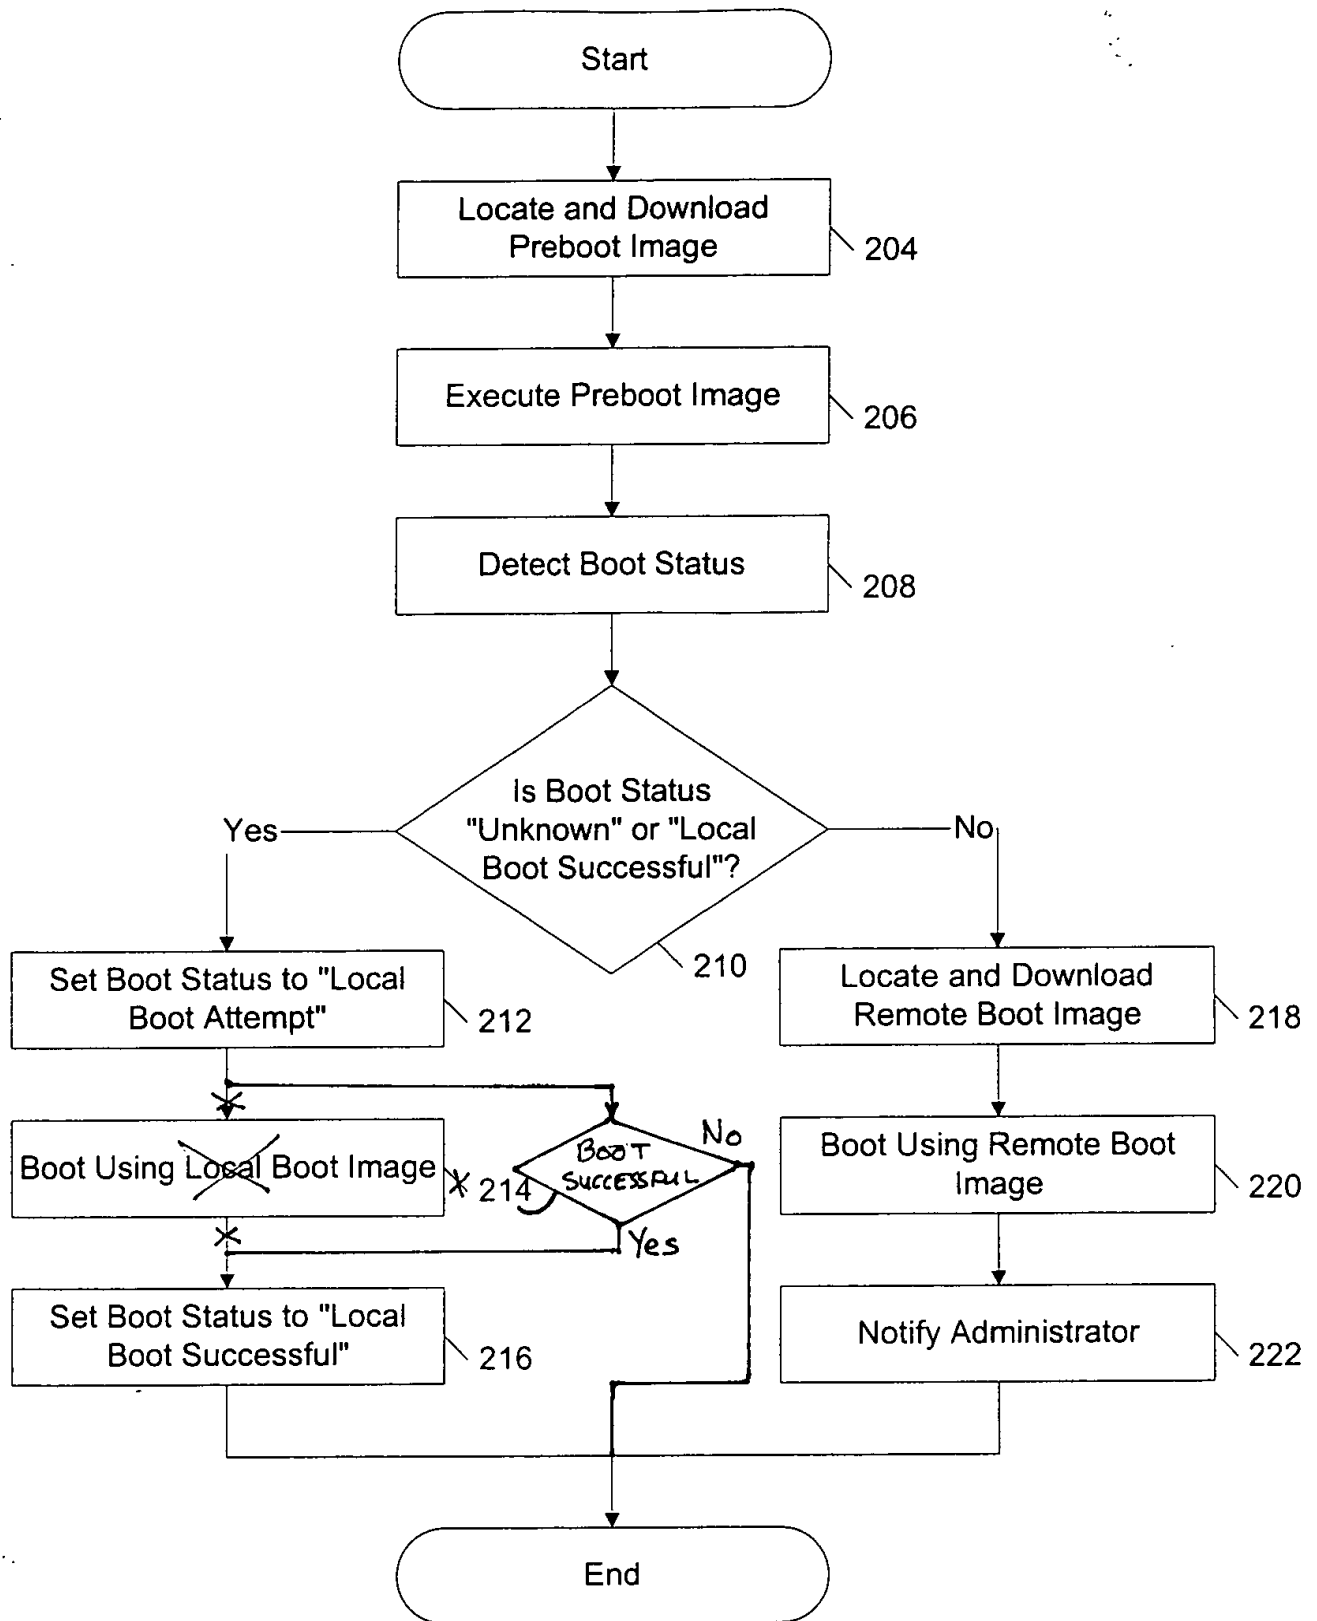 Start
Locate and Download
Preboot Image
204
Execute Preboot Image
206
Detect Boot Status
208
Is Boot Status
"Unknown" or "Local
Boot Successful"?
Yes
No
210
Set Boot Status to "Local
Boot Attempt"
212
Locate and Download
Remote Boot Image
218
Boot Using Local Boot Image
214
BOOT
SUCCESSFUL
No
Yes
Boot Using Remote Boot
Image
220
Set Boot Status to "Local
Boot Successful"
216
Notify Administrator
222
End